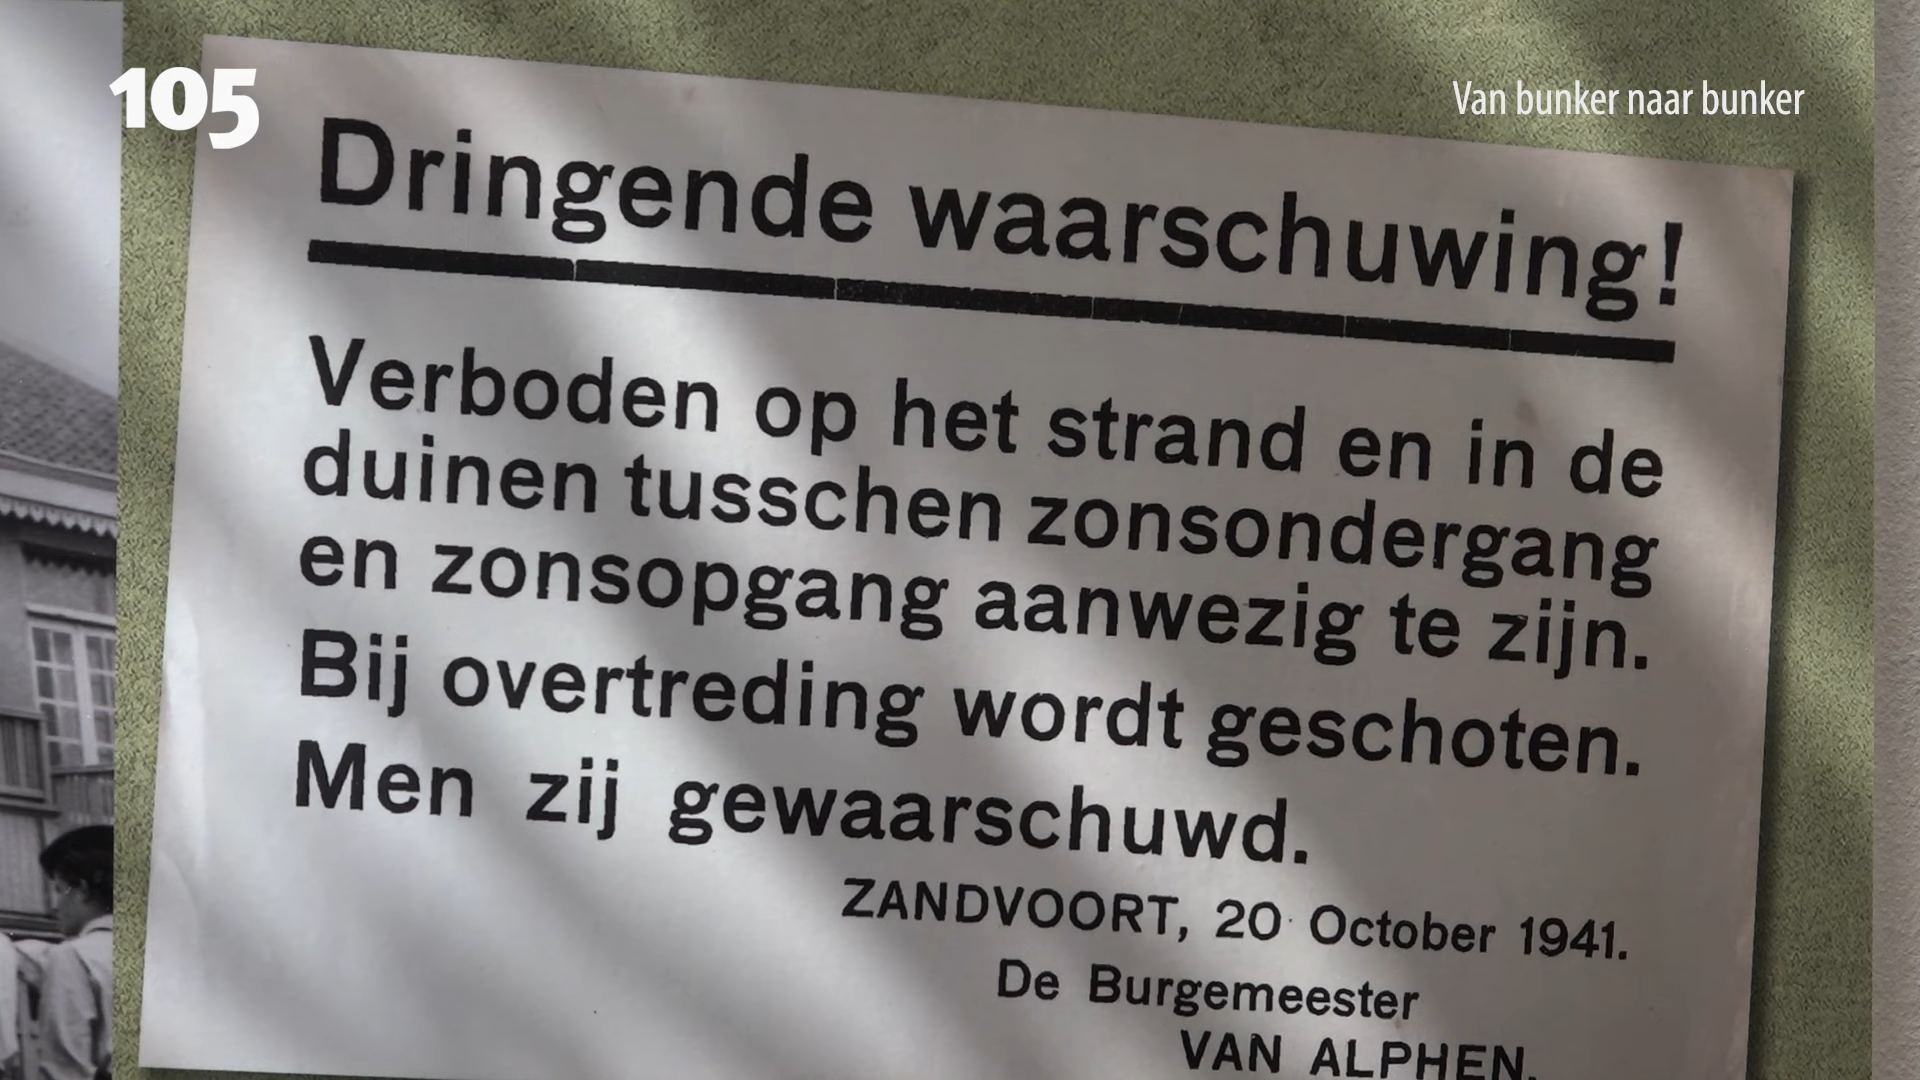 105
Van bunker naar bunker
Dringende waarschuwing!
Verboden op het strand en in de
duinen tusschen zonsondergang
en zonsopgang aanwezig te zijn.
Bij overtreding wordt geschoten.
Men zij gewaarschuwd.
ZANDVOORT, 20 October 1941.
De Burgemeester
VAN ALPHEN.